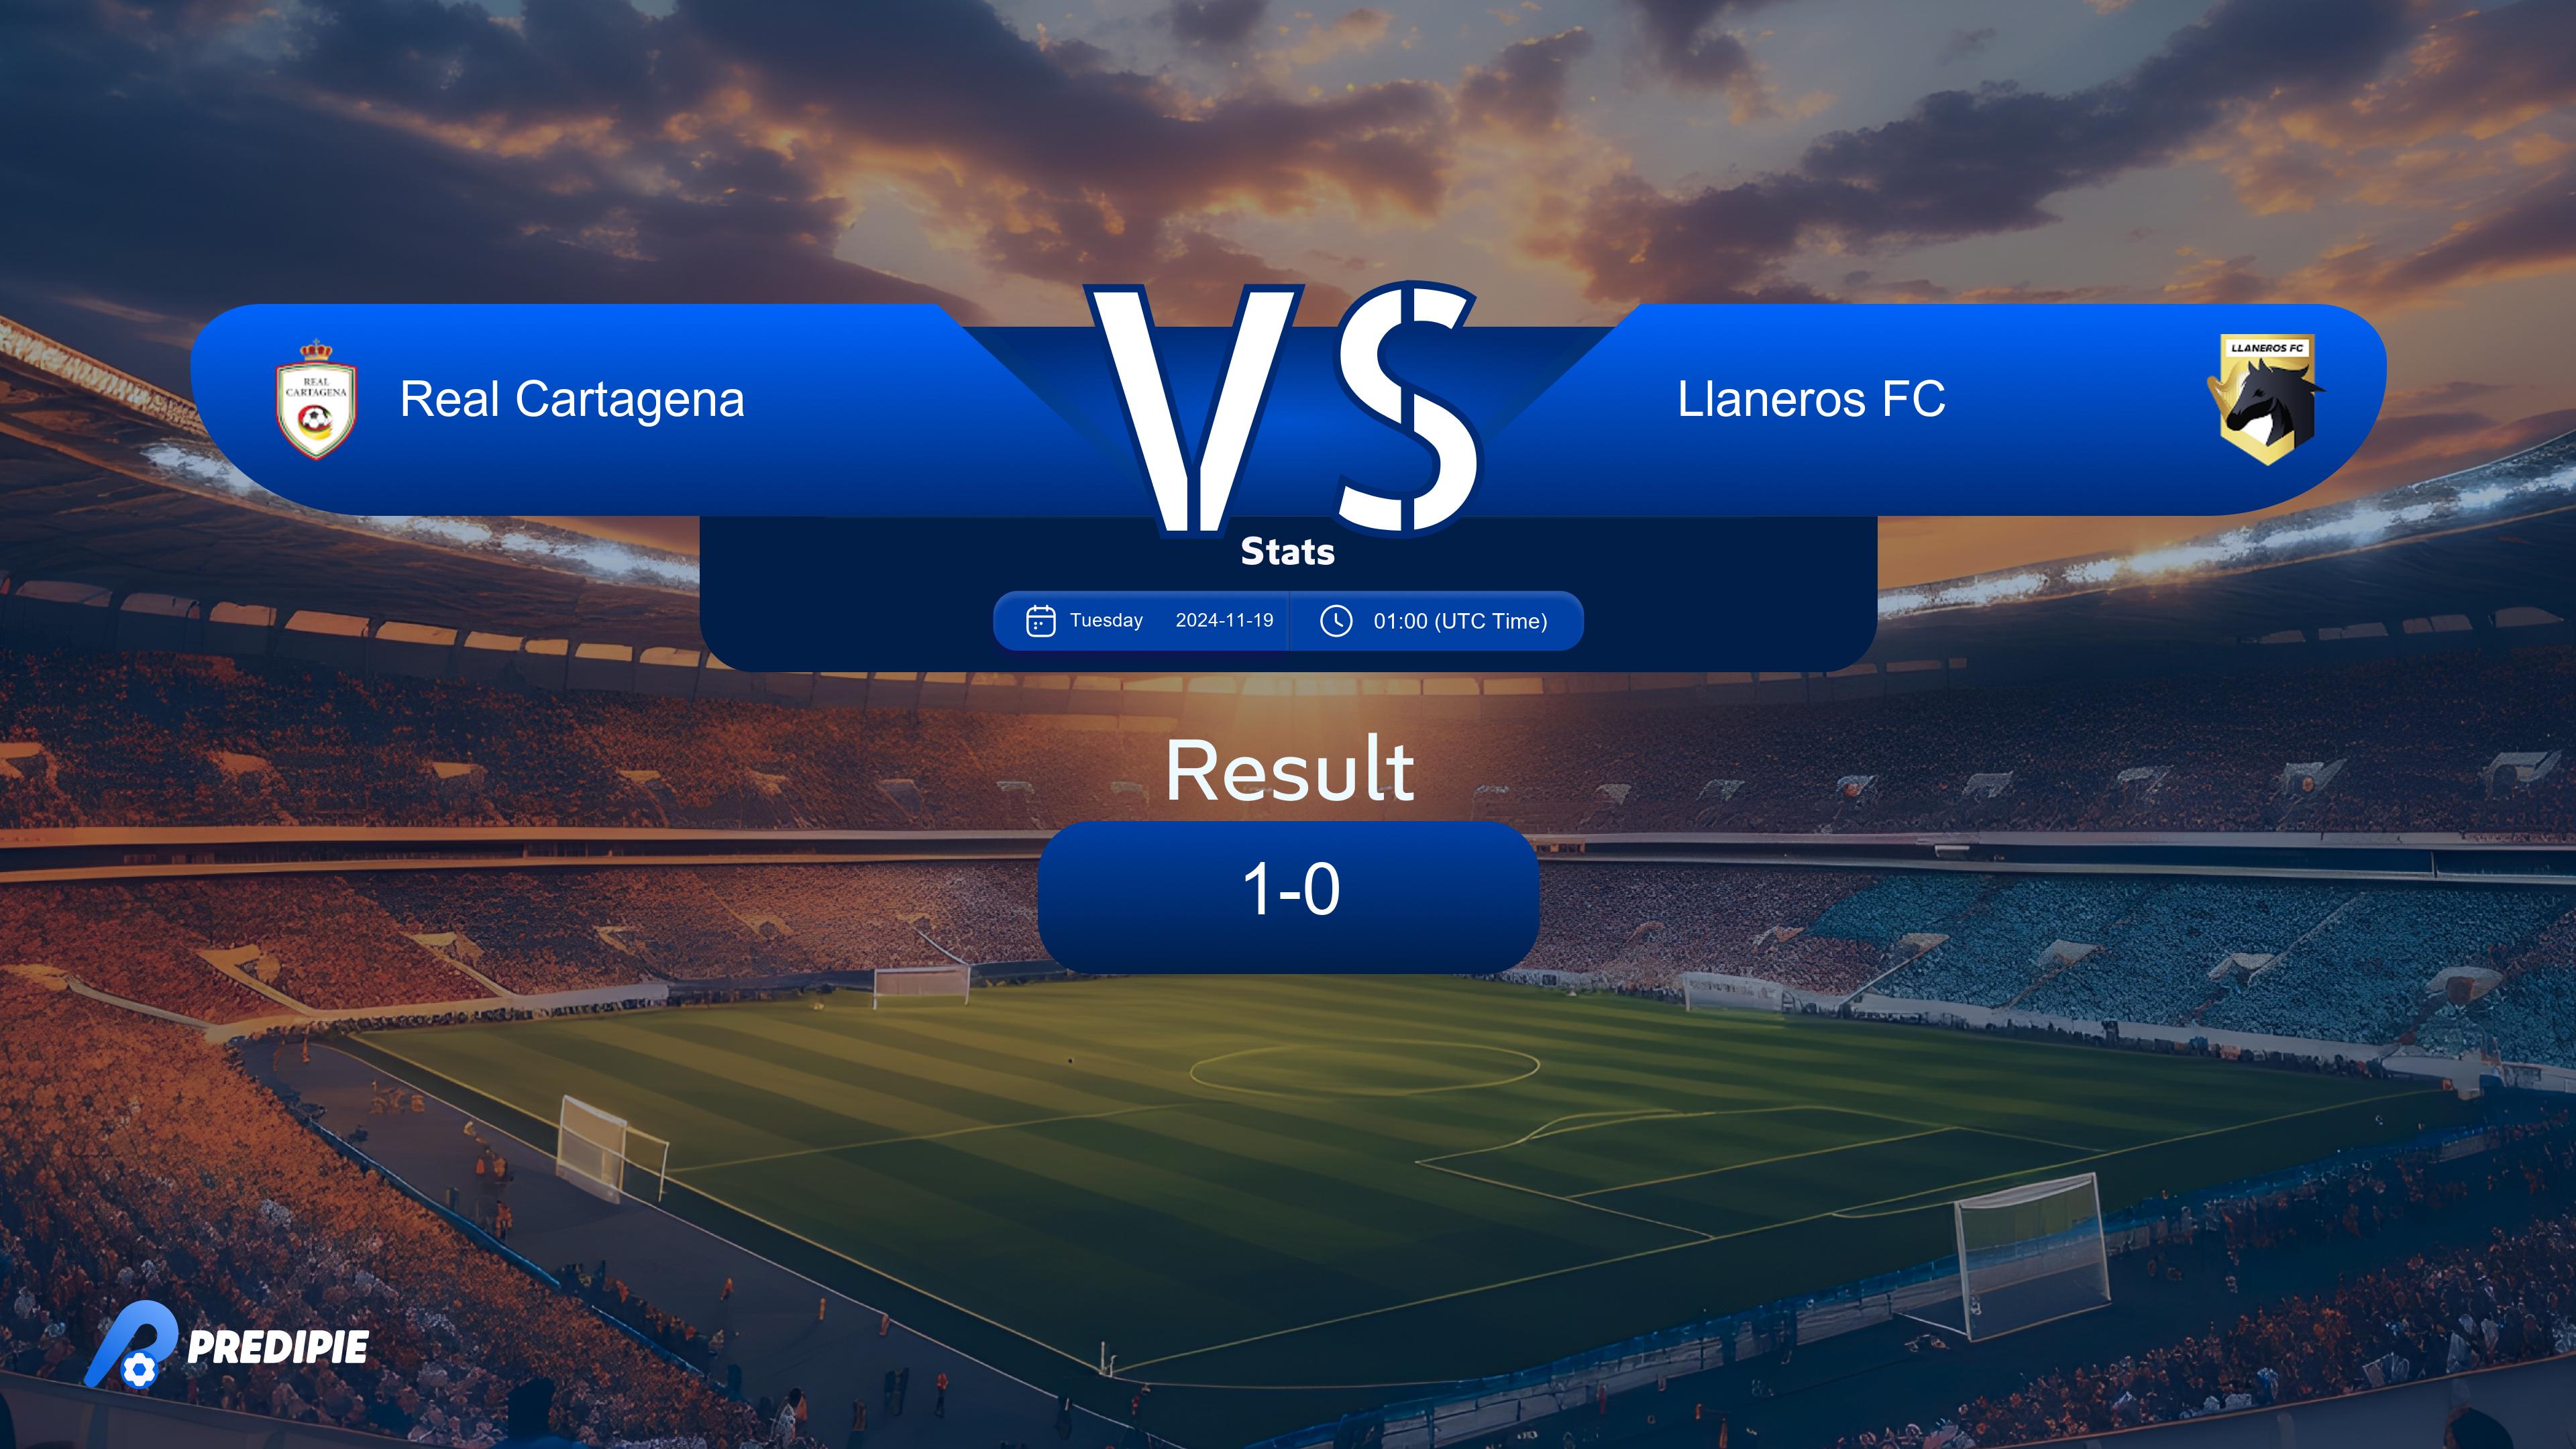 VS
REAL
CARTAGENA
Real Cartagena
Llaneros FC
LLANEROS FC
Stats
Tuesday 2024-11-19 01:00 (UTC Time)
Result
1-0
PREDIPIE